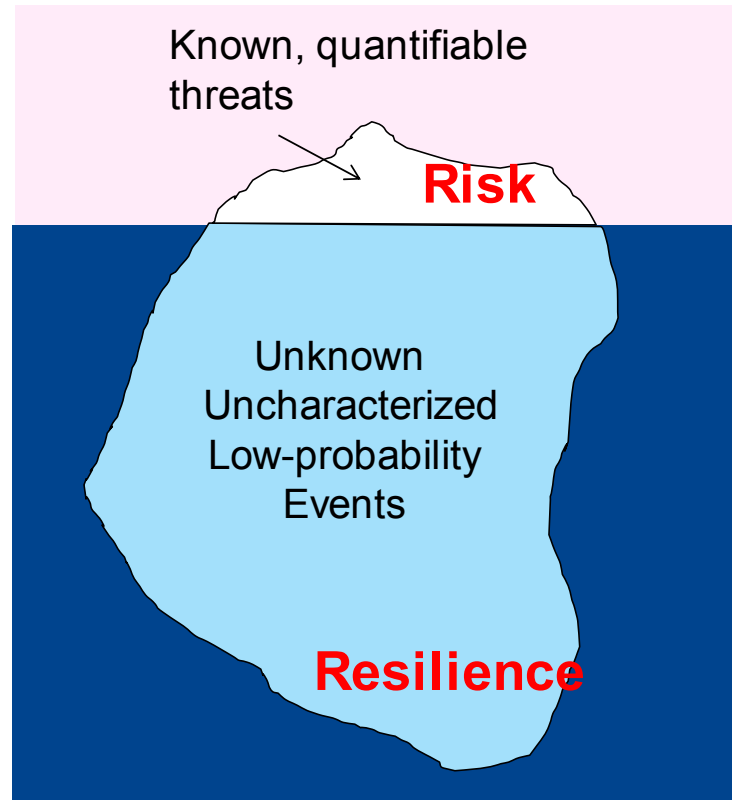 Known, quantifiable
threats
Risk
Unknown
Uncharacterized
Low-probability
Events
Resilience